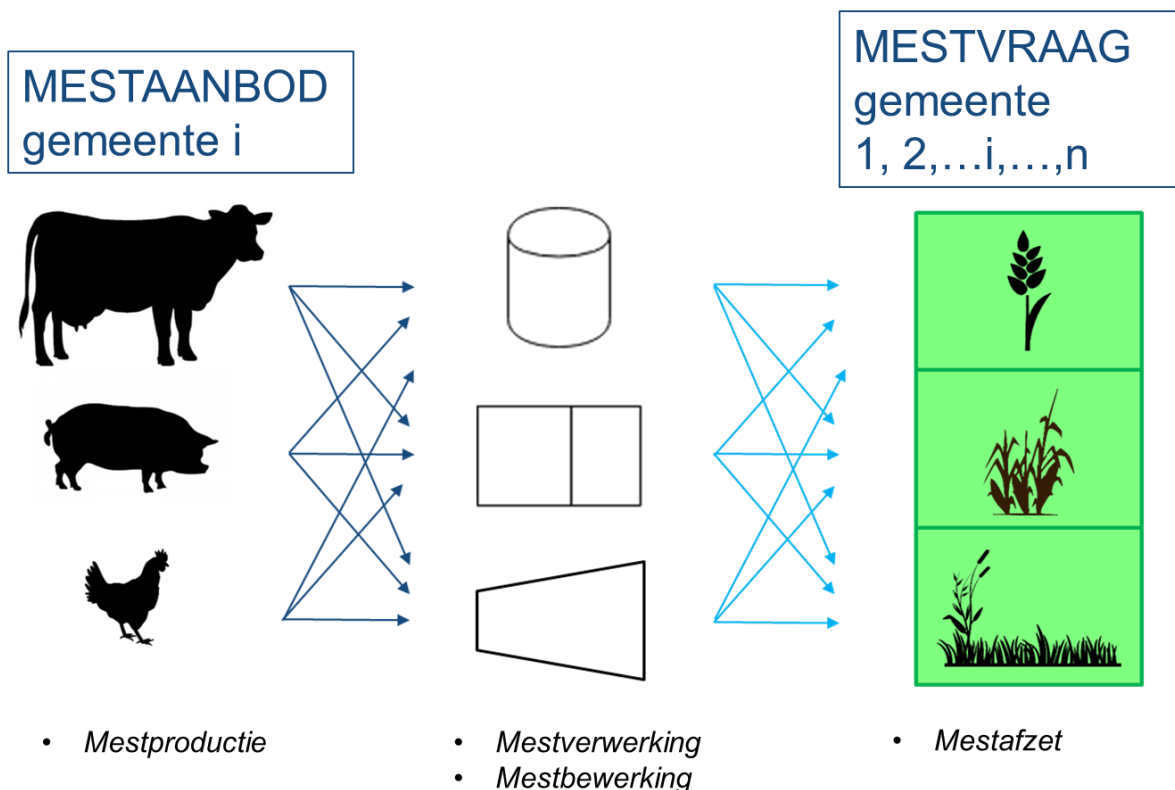 MESTAANBOD
gemeente i
MESTVRAAG
gemeente
1, 2,...i,...,n
• Mestproductie
• Mestverwerking
• Mestbewerking
• Mestafzet